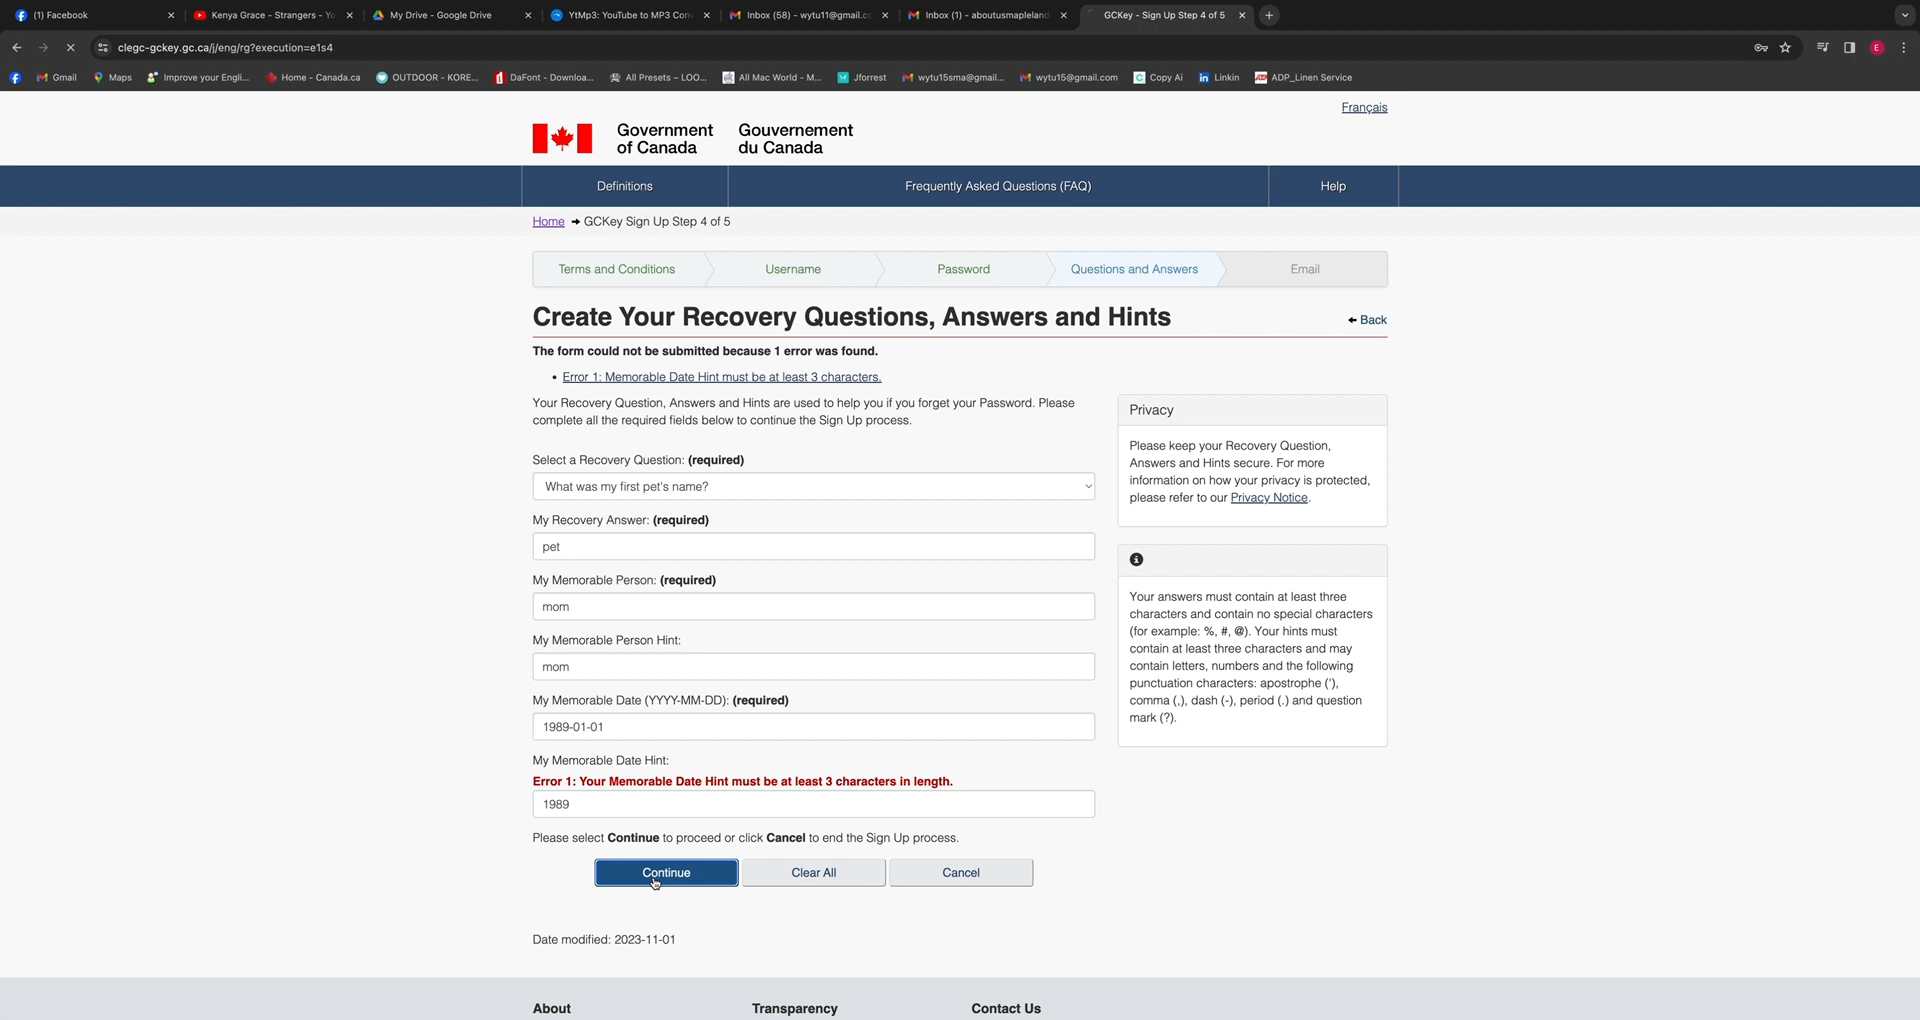 (1) Facebook
Kenya Grace - Strangers - Yo
My Drive - Google Drive
YtMp3: YouTube to MP3 Con
Inbox (58) - wytu11@gmail.co
Inbox (1) - aboutusmapleland
GCKey - Sign Up Step 4 of 5
clegc-gckey.gc.ca/j/eng/rg?execution=e1s4
E
Gmail
Maps
Improve your Engli...
Home - Canada.ca
OUTDOOR - KORE...
DaFont - Downloa...
All Presets – LOO...
All Mac World - M...
Jforrest
wytu15sma@gmail...
wytu15@gmail.com
Copy Ai
Linkin
ADP_Linen Service
Français
Government
of Canada
Gouvernement
du Canada
Definitions
Frequently Asked Questions (FAQ)
Help
Home ➔ GCKey Sign Up Step 4 of 5
Terms and Conditions
Username
Password
Questions and Answers
Email
Create Your Recovery Questions, Answers and Hints
Back
The form could not be submitted because 1 error was found.
• Error 1: Memorable Date Hint must be at least 3 characters.
Your Recovery Question, Answers and Hints are used to help you if you forget your Password. Please
complete all the required fields below to continue the Sign Up process.
Select a Recovery Question: (required)
What was my first pet's name?
My Recovery Answer: (required)
pet
My Memorable Person: (required)
mom
My Memorable Person Hint:
mom
My Memorable Date (YYYY-MM-DD): (required)
1989-01-01
My Memorable Date Hint:
Error 1: Your Memorable Date Hint must be at least 3 characters in length.
1989
Please select Continue to proceed or click Cancel to end the Sign Up process.
Continue
Clear All
Cancel
Privacy
Please keep your Recovery Question,
Answers and Hints secure. For more
information on how your privacy is protected,
please refer to our Privacy Notice.
Your answers must contain at least three
characters and contain no special characters
(for example: %, #, @). Your hints must
contain at least three characters and may
contain letters, numbers and the following
punctuation characters: apostrophe ('),
comma (,), dash (-), period (.) and question
mark (?).
Date modified: 2023-11-01
About
Transparency
Contact Us